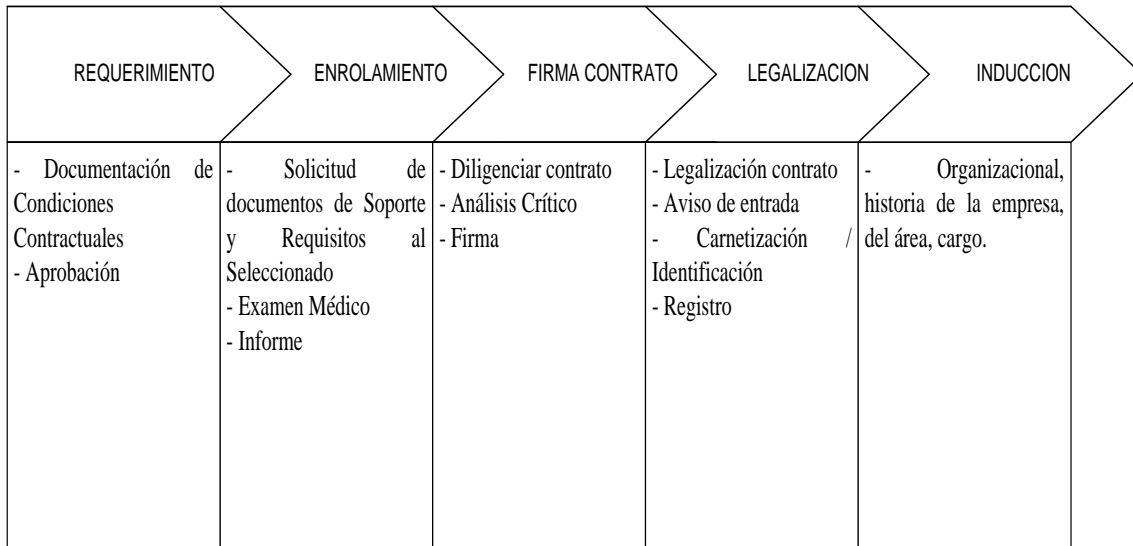 REQUERIMIENTO
ENROLAMIENTO
FIRMA CONTRATO
LEGALIZACION
INDUCCION
- Documentación de
Condiciones
Contractuales
- Aprobación
- Solicitud de
documentos de Soporte
y Requisitos al
Seleccionado
- Examen Médico
- Informe
- Diligenciar contrato
- Análisis Crítico
- Firma
- Legalización contrato
- Aviso de entrada
- Carnetización /
Identificación
- Registro
- Organizacional,
historia de la empresa,
del área, cargo.